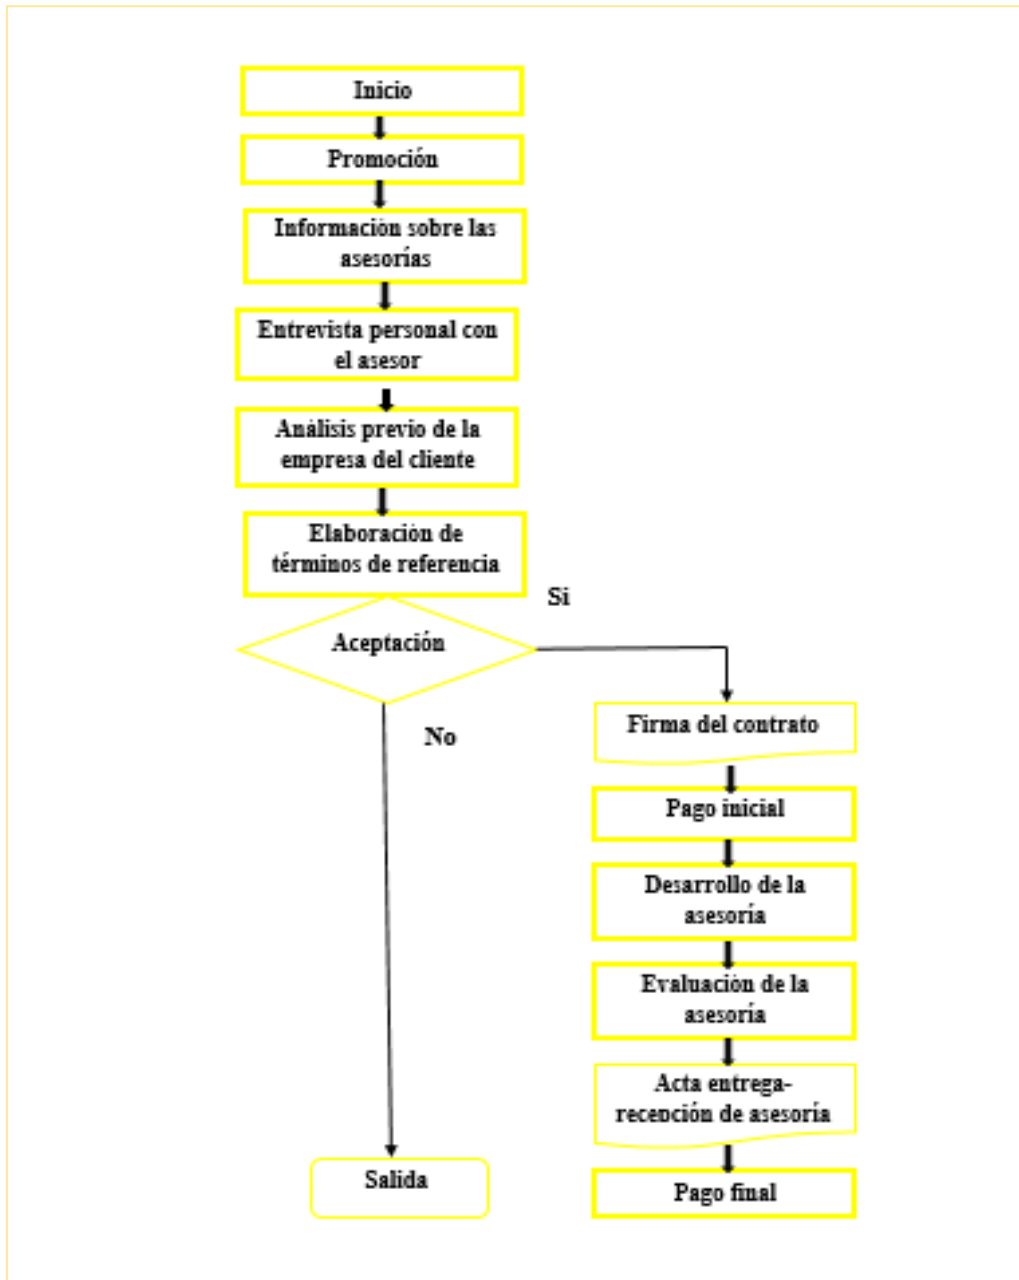 Inicio
Promoción
Información sobre las
asesorías
Entrevista personal con
el asesor
Análisis previo de la
empresa del cliente
Elaboración de
términos de referencia
Si
Aceptación
No
Firma del contrato
Pago inicial
Desarrollo de la
asesoría
Evaluación de la
asesoría
Acta entrega-
recepción de asesoría
Pago final
Salida